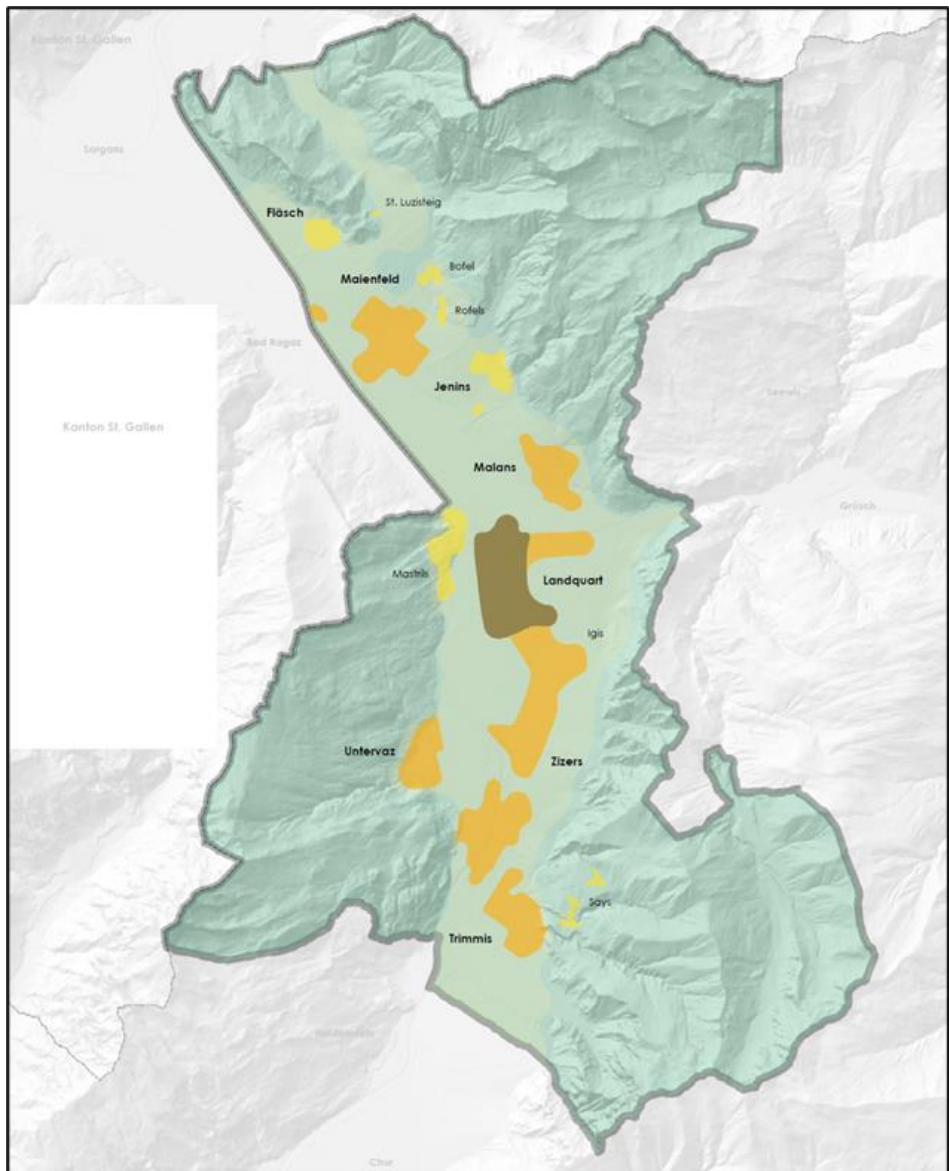 Kanton St. Gallen
Sargans
St. Luzisteig
Fläsch
Bofel
Maienfeld
Rofels
Bad Ragaz
Jenins
Seewis
Kanton St. Gallen
Malans
Grüsch
Mastrils
Landquart
Igis
Untervaz
Zizers
Says
Trimmis
Chur